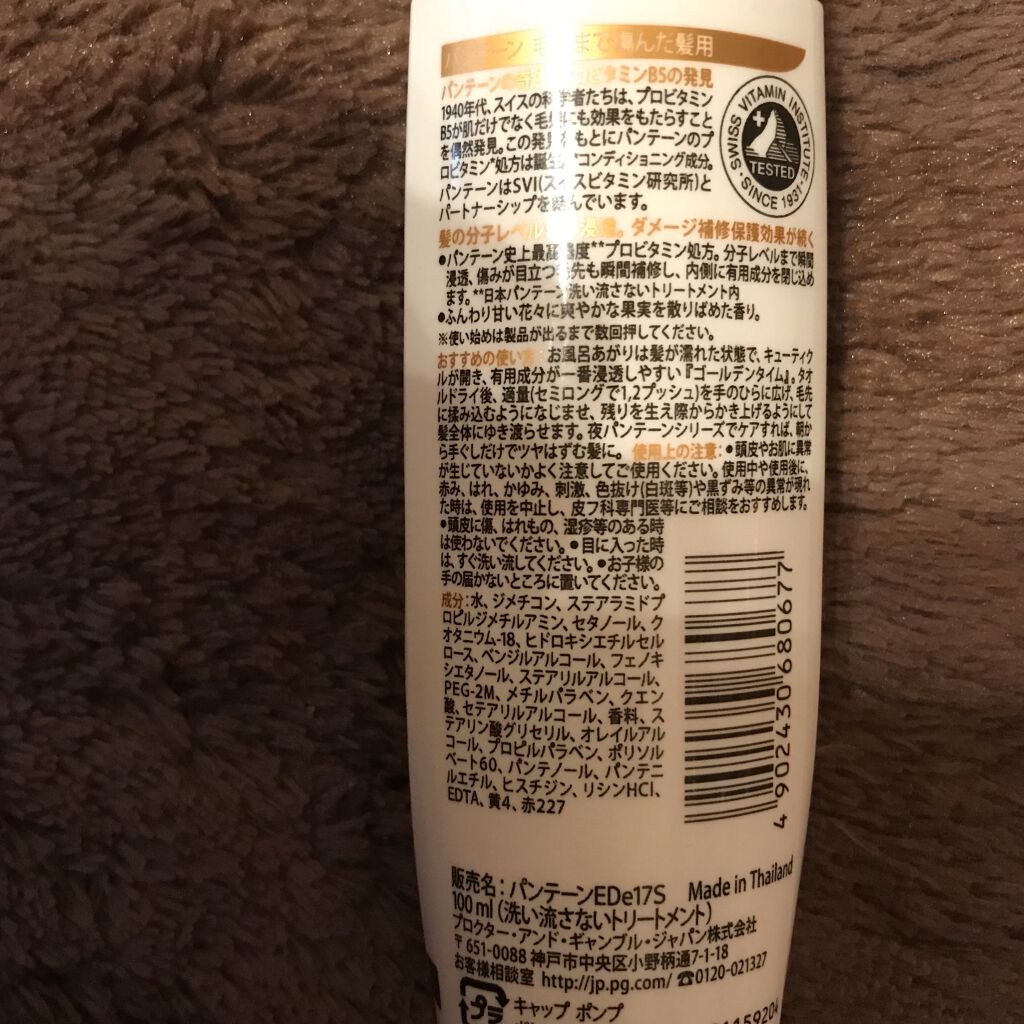 パンテーン 毛先まで傷んだ髪用
パンテーンの プロビタミンB5の発見
1940年代、スイスの科学者たちは、プロビタミン
B5が肌だけでなく毛髪にも効果をもたらすこと
を偶然発見。この発見をもとにパンテーンのプ
ロビタミン*処方は誕生 *コンディショニング成分。
パンテーンはSVI(スイスビタミン研究所)と
パートナーシップを結んでいます。
SWISS VITAMIN INSTITUTE
TESTED
SINCE 1931
髪の分子レベル 浸透。ダメージ補修保護効果が続く
●パンテーン史上最高濃度**プロビタミン処方。分子レベルまで瞬間
浸透、傷みが目立つ毛先も瞬間補修し、内側に有用成分を閉じ込め
ます。**日本パンテーン洗い流さないトリートメント内
●ふんわり甘い花々に爽やかな果実を散りばめた香り。
※使い始めは製品が出るまで数回押してください。
おすすめの使い方：お風呂あがりは髪が濡れた状態で、キューティク
ルが開き、有用成分が一番浸透しやすい『ゴールデンタイム』。タオ
ルドライ後、適量(セミロングで1,2プッシュ)を手のひらに広げ、毛先
に揉み込むようになじませ、残りを生え際からかき上げるようにして
髪全体にゆき渡らせます。夜パンテーンシリーズでケアすれば、朝か
ら手ぐしだけでツヤはずむ髪に。使用上の注意：●頭皮やお肌に異常
が生じていないかよく注意してご使用ください。使用中や使用後に、
赤み、はれ、かゆみ、刺激、色抜け(白斑等)や黒ずみ等の異常が現れ
た時は、使用を中止し、皮フ科専門医等にご相談をおすすめします。
●頭皮に傷、はれもの、湿疹等のある時
は使わないでください。●目に入った時
は、すぐ洗い流してください。●お子様の
手の届かないところに置いてください。
成分：水、ジメチコン、ステアラミドプ
ロピルジメチルアミン、セタノール、ク
オタニウム-18、ヒドロキシエチルセル
ロース、ベンジルアルコール、フェノキ
シエタノール、ステアリルアルコール、
PEG-2M、メチルパラベン、クエン
酸、セテアリルアルコール、香料、ス
テアリン酸グリセリル、オレイルアル
コール、プロピルパラベン、ポリソル
ベート60、パンテノール、パンテニ
ルエチル、ヒスチジン、リシンHCl、
EDTA、黄4、赤227
4 902430 680677
販売名：パンテーンEDe17S Made in Thailand
100 ml (洗い流さないトリートメント)
プロクター・アンド・ギャンブル・ジャパン株式会社
〒651-0088 神戸市中央区小野柄通7-1-18
お客様相談室 http://jp.pg.com/ ☎0120-021327
プラ
キャップ ポンプ